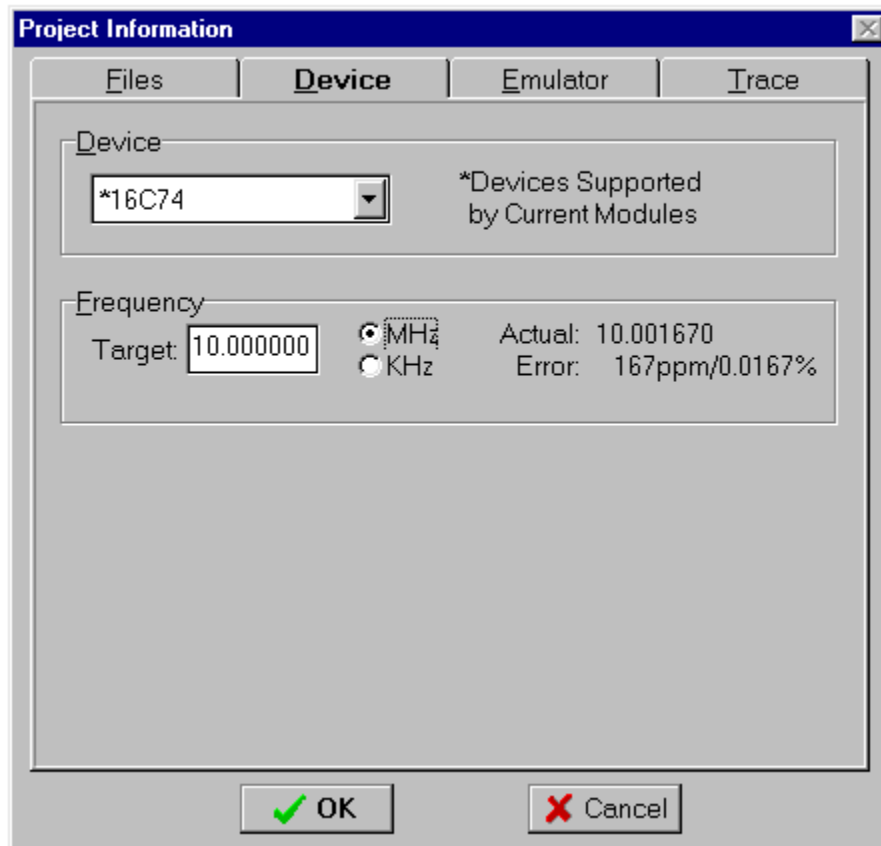 Project Information
Files Device Emulator Trace
Device
*16C74 *Devices Supported
by Current Modules
Frequency
Target: 10.000000 MHz Actual: 10.001670
KHz Error: 167ppm/0.0167%
OK Cancel